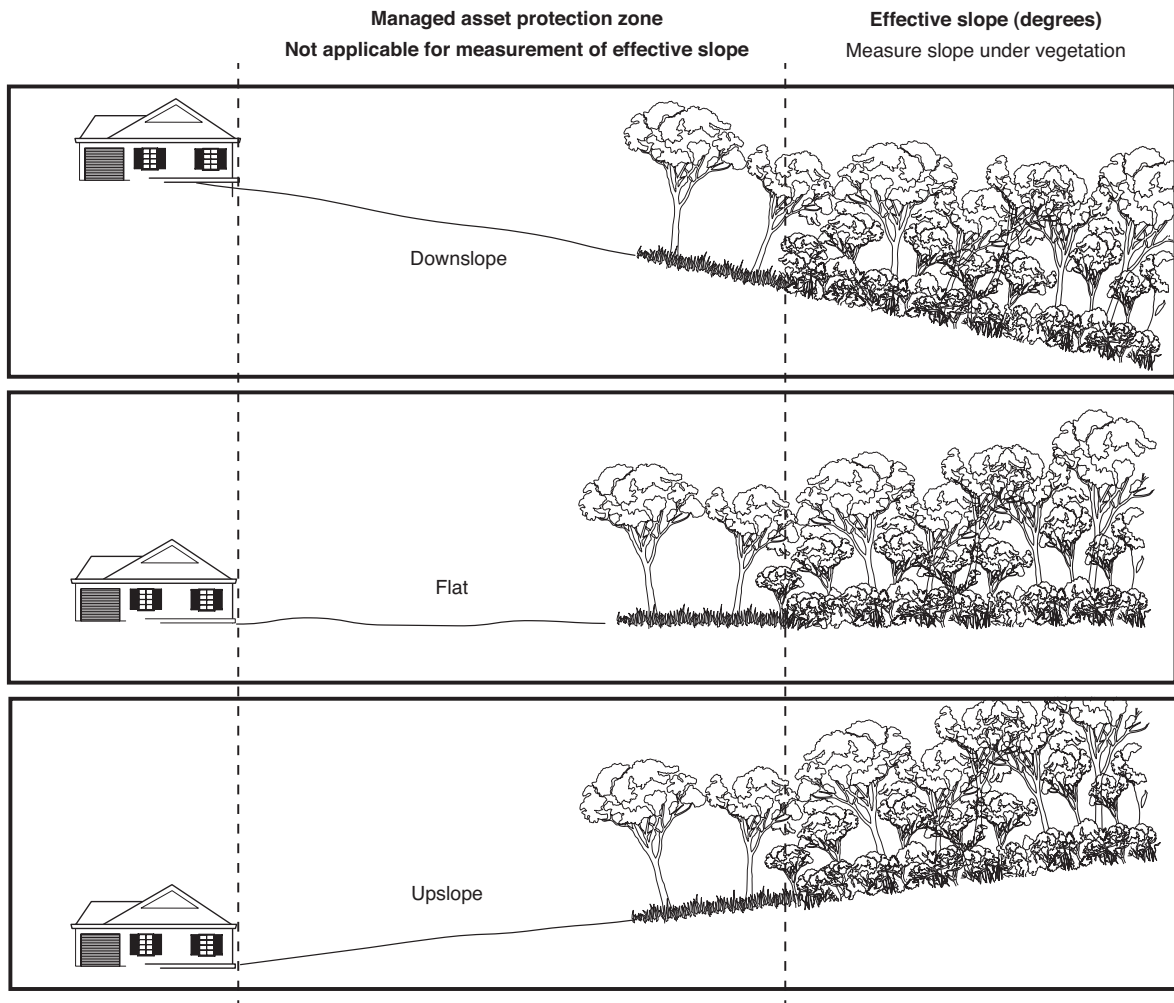 Managed asset protection zone
Not applicable for measurement of effective slope
Effective slope (degrees)
Measure slope under vegetation
Downslope
Flat
Upslope